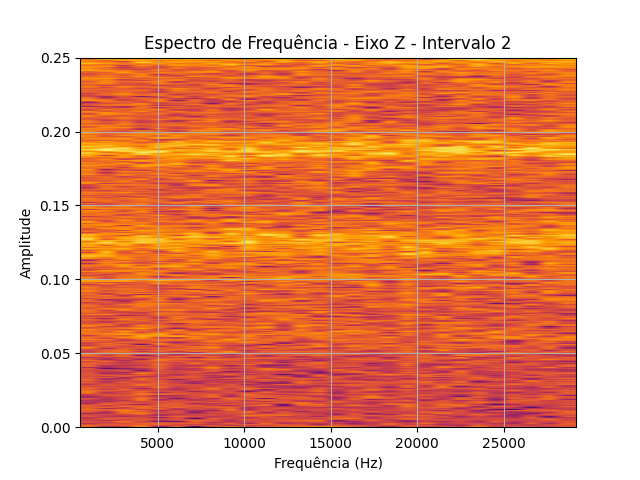 Espectro de Frequência - Eixo Z - Intervalo 2
0.25
0.20
0.15
0.10
0.05
0.00
Amplitude
5000 10000 15000 20000 25000
Frequência (Hz)